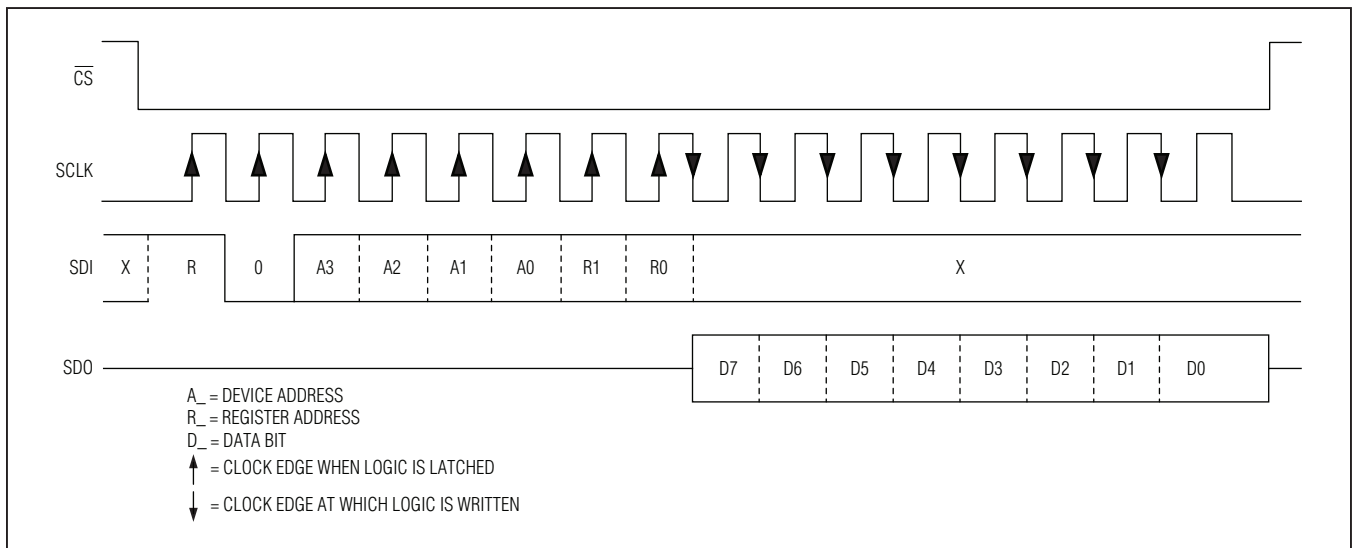 CS
SCLK
SDI X R 0 A3 A2 A1 A0 R1 R0 X
SDO D7 D6 D5 D4 D3 D2 D1 D0
A_ = DEVICE ADDRESS
R_ = REGISTER ADDRESS
D_ = DATA BIT
= CLOCK EDGE WHEN LOGIC IS LATCHED
= CLOCK EDGE AT WHICH LOGIC IS WRITTEN